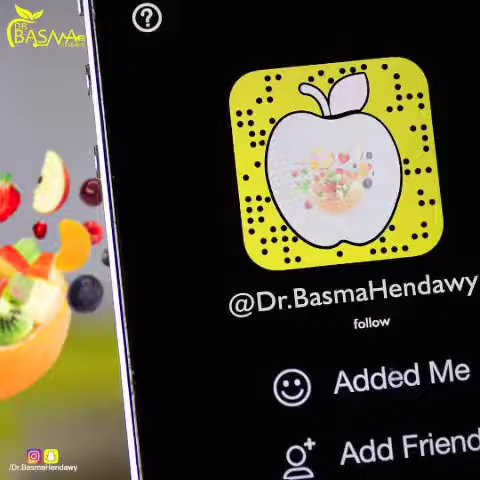 DR.
BASMA
?
@Dr.BasmaHendawy
follow
Added Me
Add Friend
/Dr.BasmaHendawy